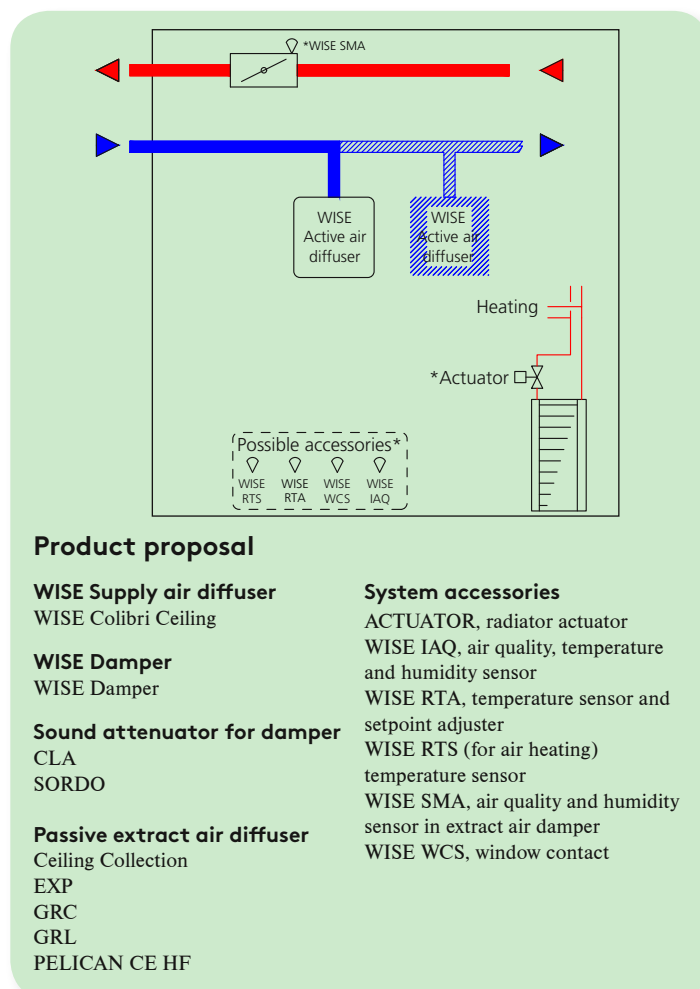 *WISE SMA
WISE
Active air
diffuser
WISE
Active air
diffuser
Heating
*Actuator
Possible accessories*
WISE
RTS
WISE
RTA
WISE
WCS
WISE
IAQ
Product proposal
WISE Supply air diffuser
WISE Colibri Ceiling
WISE Damper
WISE Damper
Sound attenuator for damper
CLA
SORDO
Passive extract air diffuser
Ceiling Collection
EXP
GRC
GRL
PELICAN CE HF
System accessories
ACTUATOR, radiator actuator
WISE IAQ, air quality, temperature
and humidity sensor
WISE RTA, temperature sensor and
setpoint adjuster
WISE RTS (for air heating)
temperature sensor
WISE SMA, air quality and humidity
sensor in extract air damper
WISE WCS, window contact